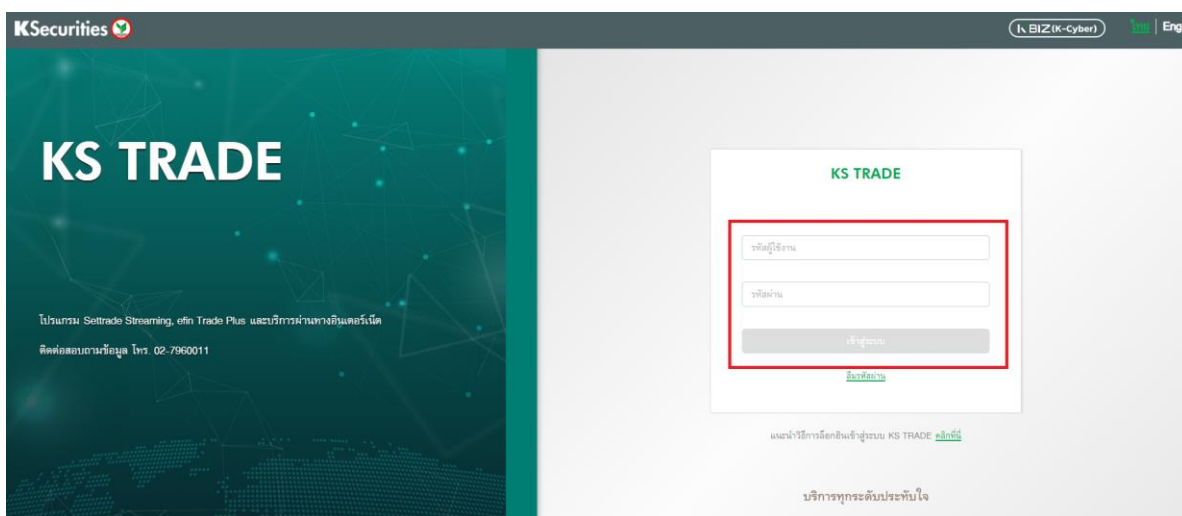 KSecurities
K BIZ(K-Cyber)
ไทย | Eng
KS TRADE
โปรแกรม Settrade Streaming, efin Trade Plus และบริการผ่านทางอินเตอร์เน็ต
ติดต่อสอบถามข้อมูล โทร. 02-7960011
KS TRADE
รหัสผู้ใช้งาน
รหัสผ่าน
เข้าสู่ระบบ
ลืมรหัสผ่าน
แนะนำวิธีการล็อกอินเข้าสู่ระบบ KS TRADE คลิกที่นี่
บริการทุกระดับประทับใจ